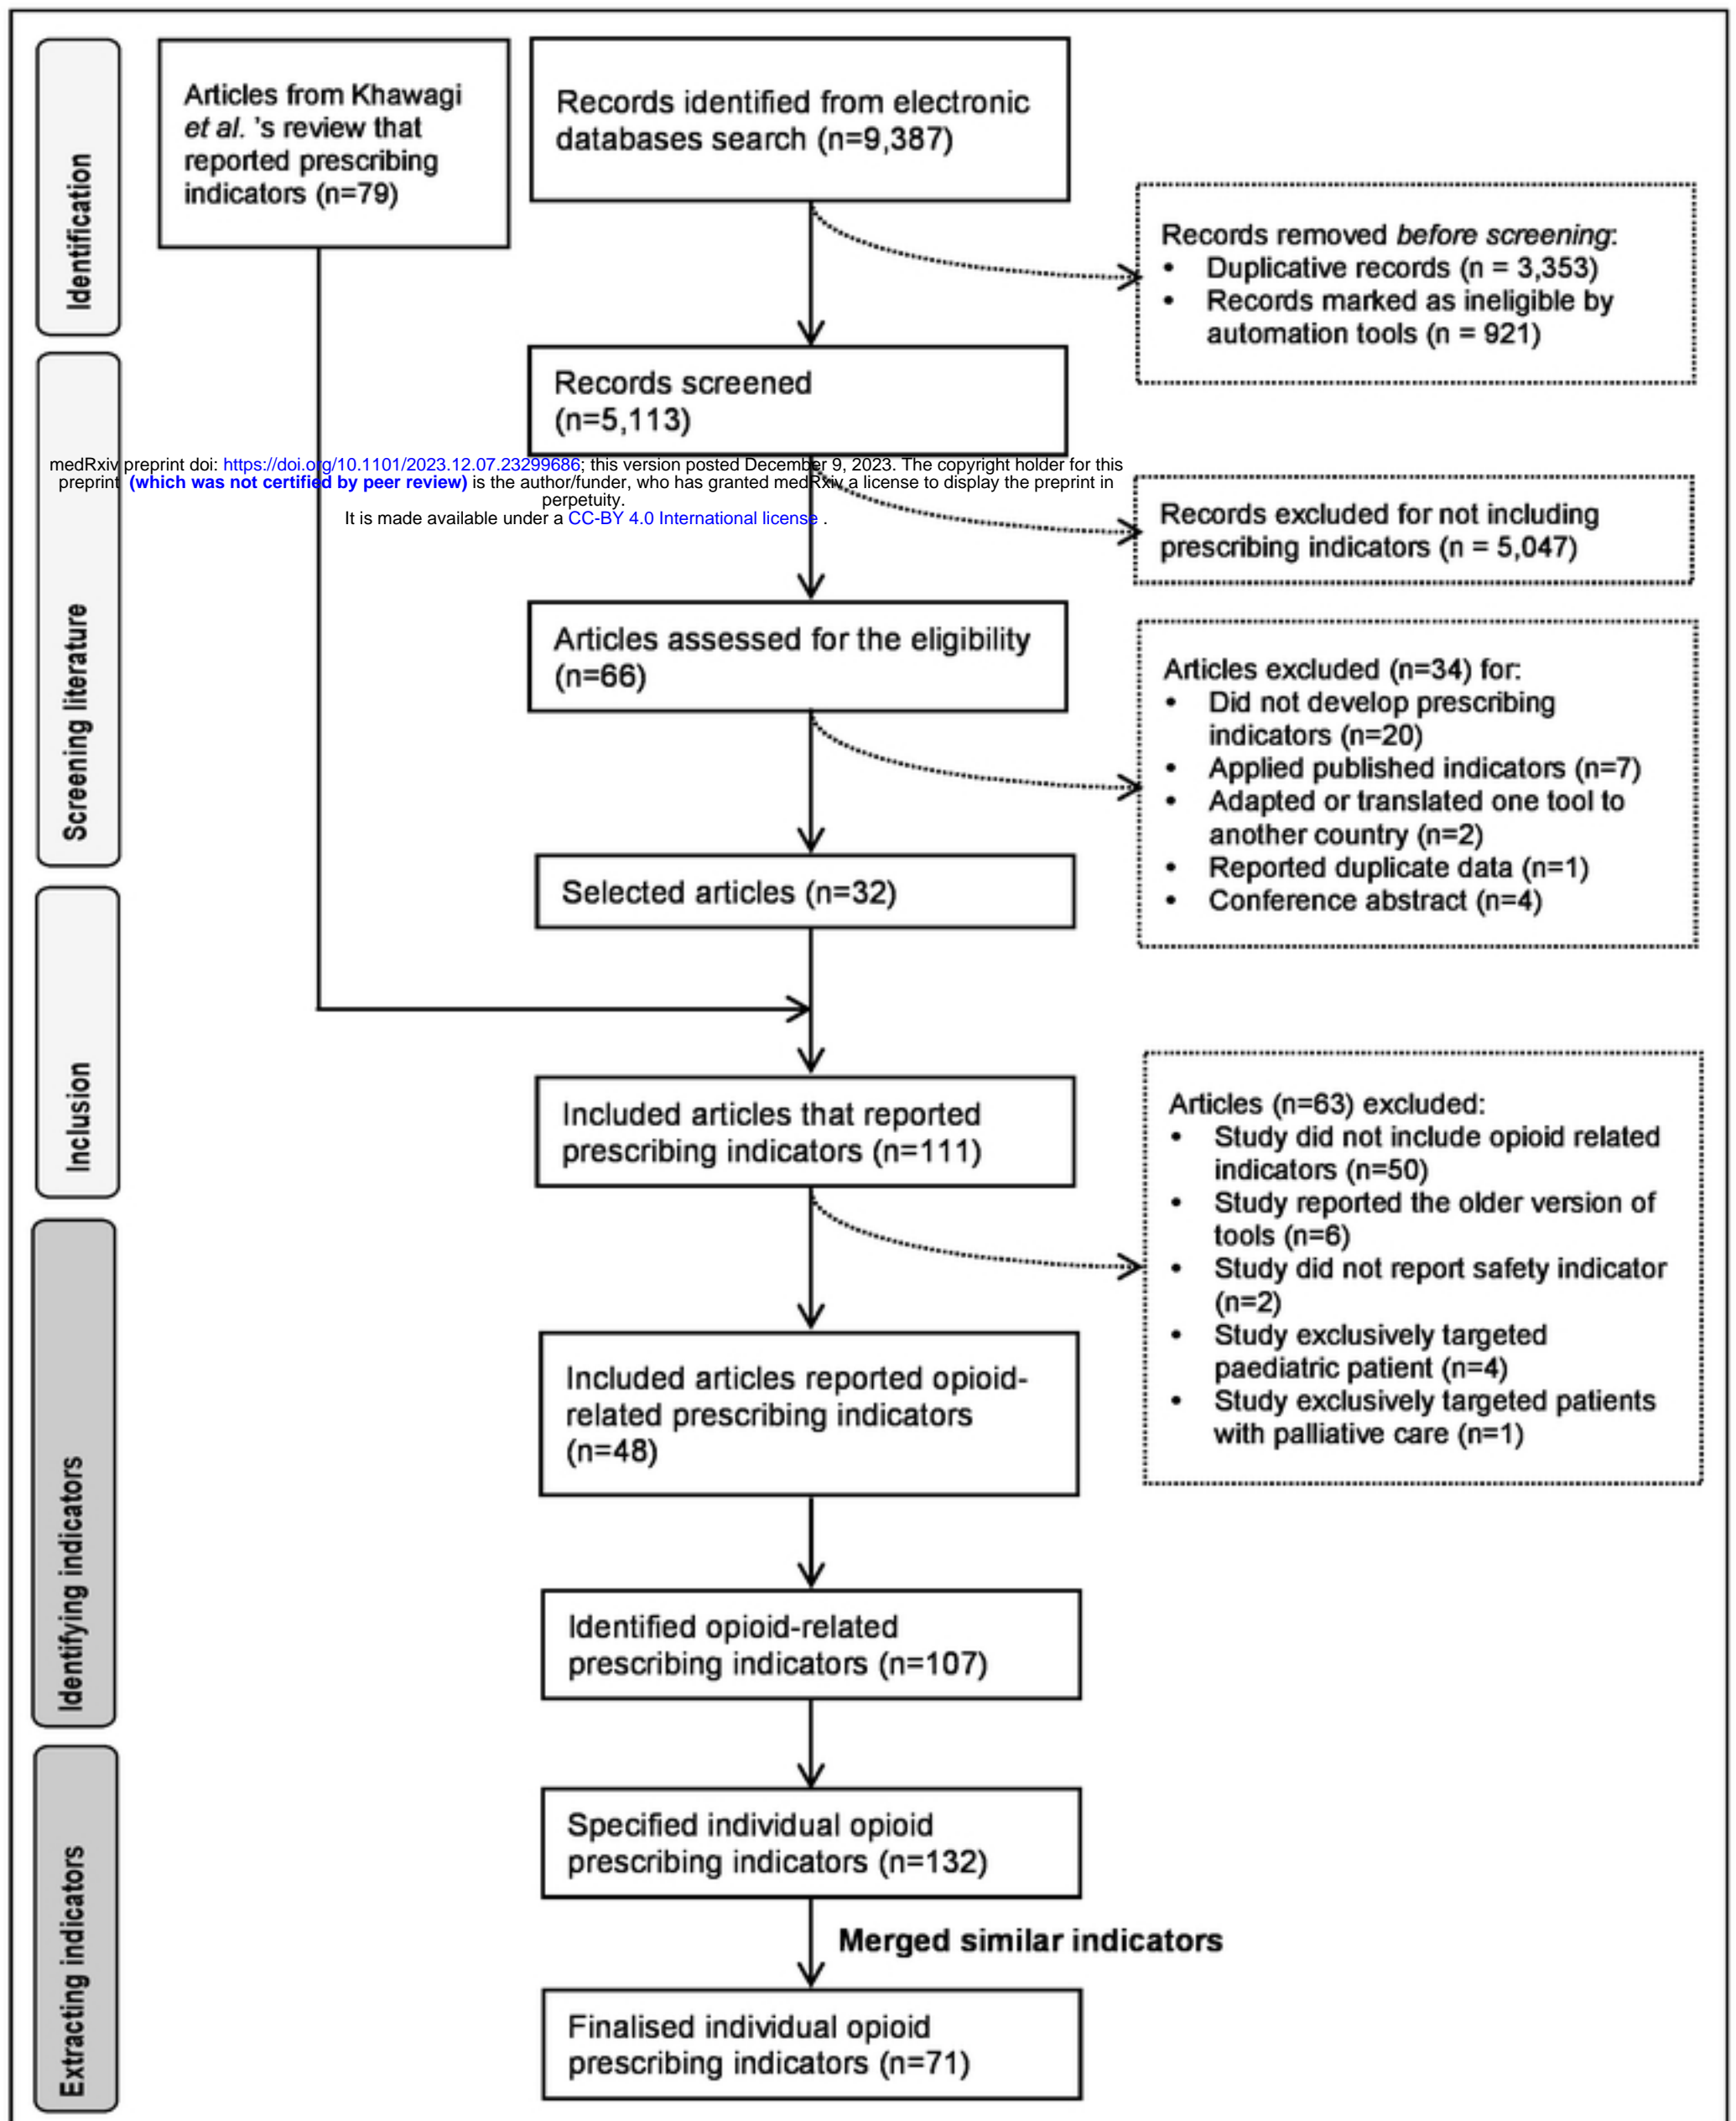 Identification
Articles from Khawagi
et al. 's review that
reported prescribing
indicators (n=79)
Records identified from electronic
databases search (n=9,387)
Records removed before screening:
• Duplicative records (n = 3,353)
• Records marked as ineligible by
automation tools (n = 921)
Screening literature
Records screened
(n=5,113)
medRxiv preprint doi: https://doi.org/10.1101/2023.12.07.23299686; this version posted December 9, 2023. The copyright holder for this
preprint (which was not certified by peer review) is the author/funder, who has granted medRxiv a license to display the preprint in
perpetuity.
It is made available under a CC-BY 4.0 International license .
Records excluded for not including
prescribing indicators (n = 5,047)
Articles assessed for the eligibility
(n=66)
Articles excluded (n=34) for:
• Did not develop prescribing
indicators (n=20)
• Applied published indicators (n=7)
• Adapted or translated one tool to
another country (n=2)
• Reported duplicate data (n=1)
• Conference abstract (n=4)
Selected articles (n=32)
Inclusion
Included articles that reported
prescribing indicators (n=111)
Articles (n=63) excluded:
• Study did not include opioid related
indicators (n=50)
• Study reported the older version of
tools (n=6)
• Study did not report safety indicator
(n=2)
• Study exclusively targeted
paediatric patient (n=4)
• Study exclusively targeted patients
with palliative care (n=1)
Identifying indicators
Included articles reported opioid-
related prescribing indicators
(n=48)
Identified opioid-related
prescribing indicators (n=107)
Extracting indicators
Specified individual opioid
prescribing indicators (n=132)
Merged similar indicators
Finalised individual opioid
prescribing indicators (n=71)